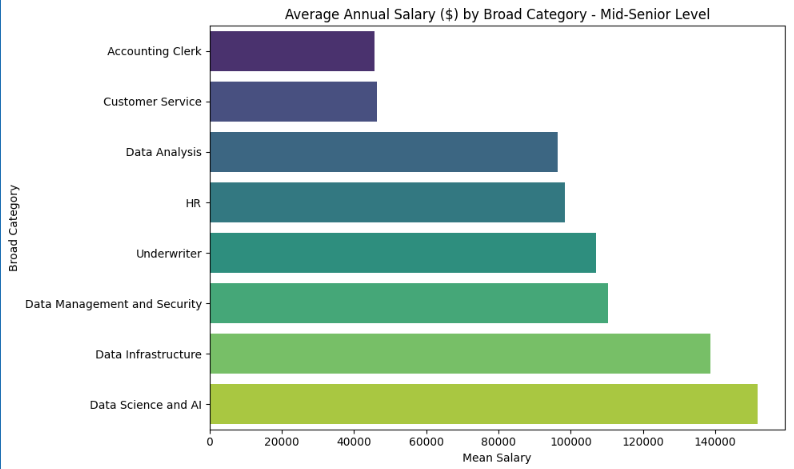 Average Annual Salary ($) by Broad Category - Mid-Senior Level
Broad Category
Accounting Clerk
Customer Service
Data Analysis
HR
Underwriter
Data Management and Security
Data Infrastructure
Data Science and AI
0 20000 40000 60000 80000 100000 120000 140000
Mean Salary